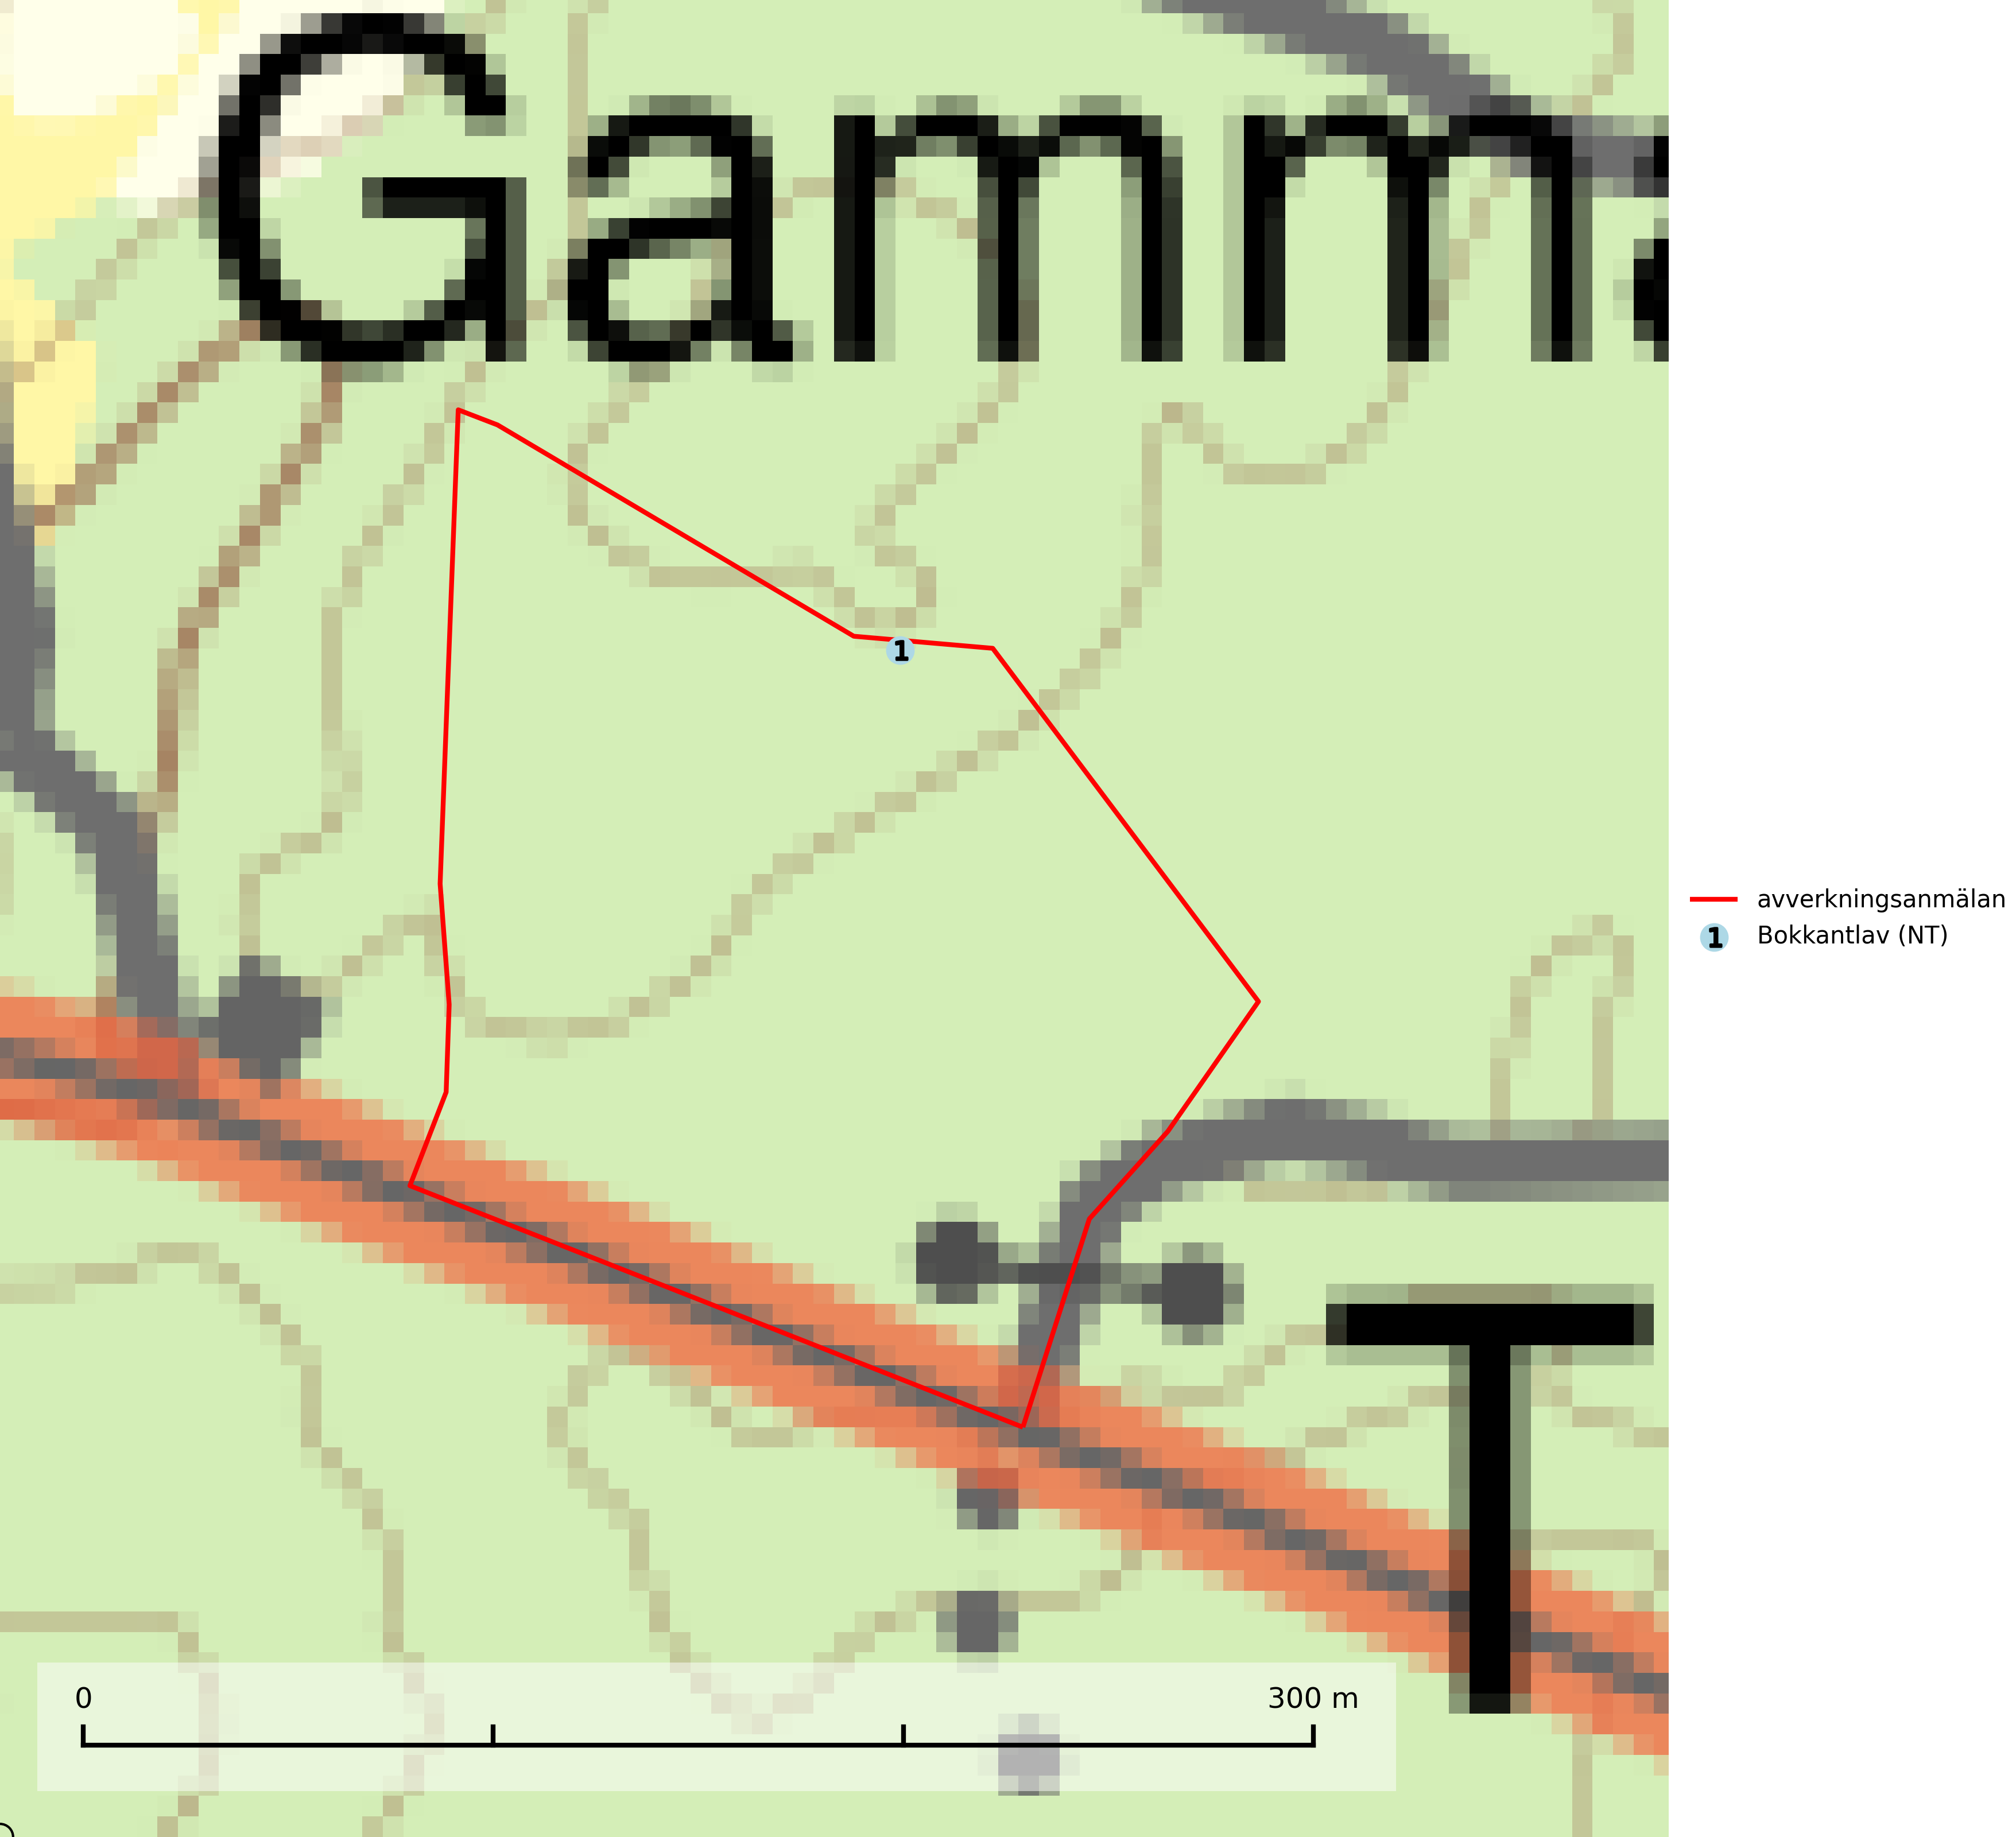 Gamm
avverkningsanmälan
1 Bokkantlav (NT)
1
T
0 300 m